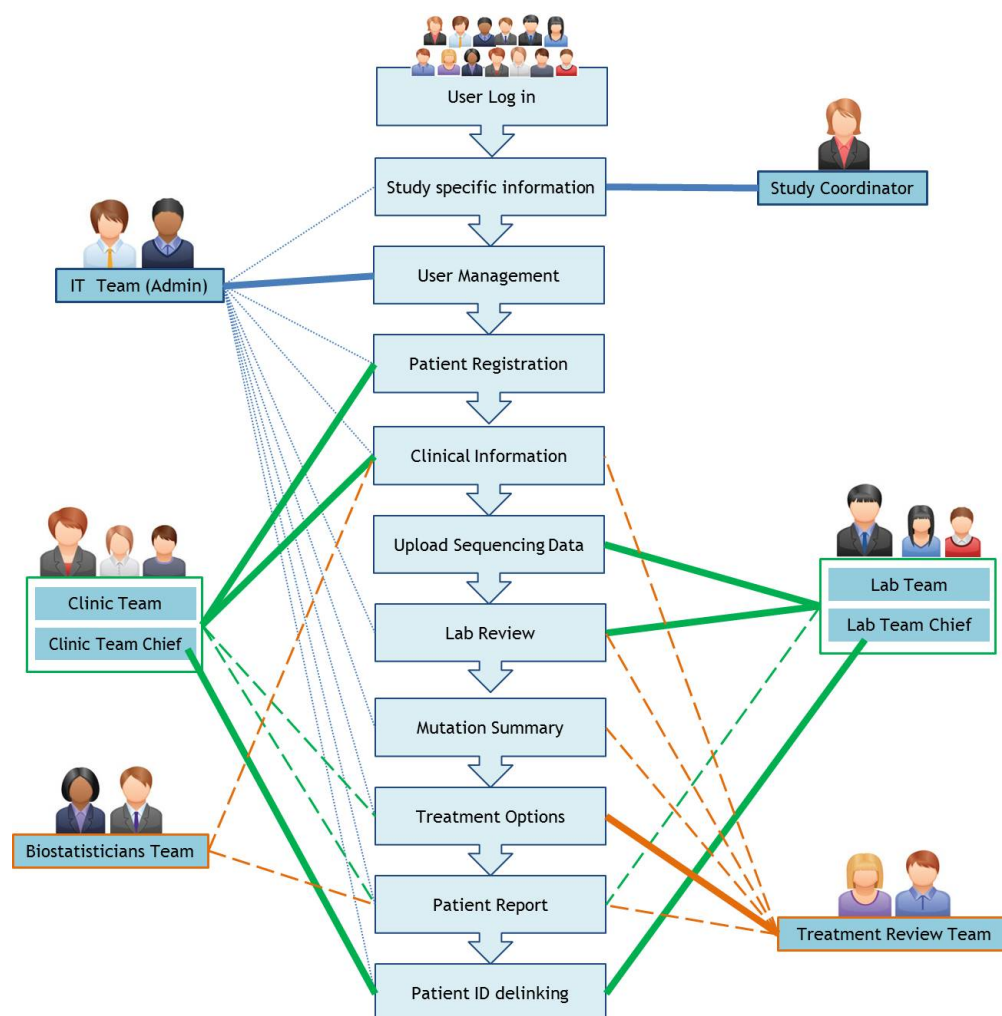 User Log in
Study specific information
Study Coordinator
IT  Team (Admin)
User Management
Patient Registration
Clinical Information
Upload Sequencing Data
Clinic Team
Clinic Team Chief
Lab Team
Lab Team Chief
Lab Review
Mutation Summary
Treatment Options
Biostatisticians Team
Patient Report
Treatment Review Team
Patient ID delinking